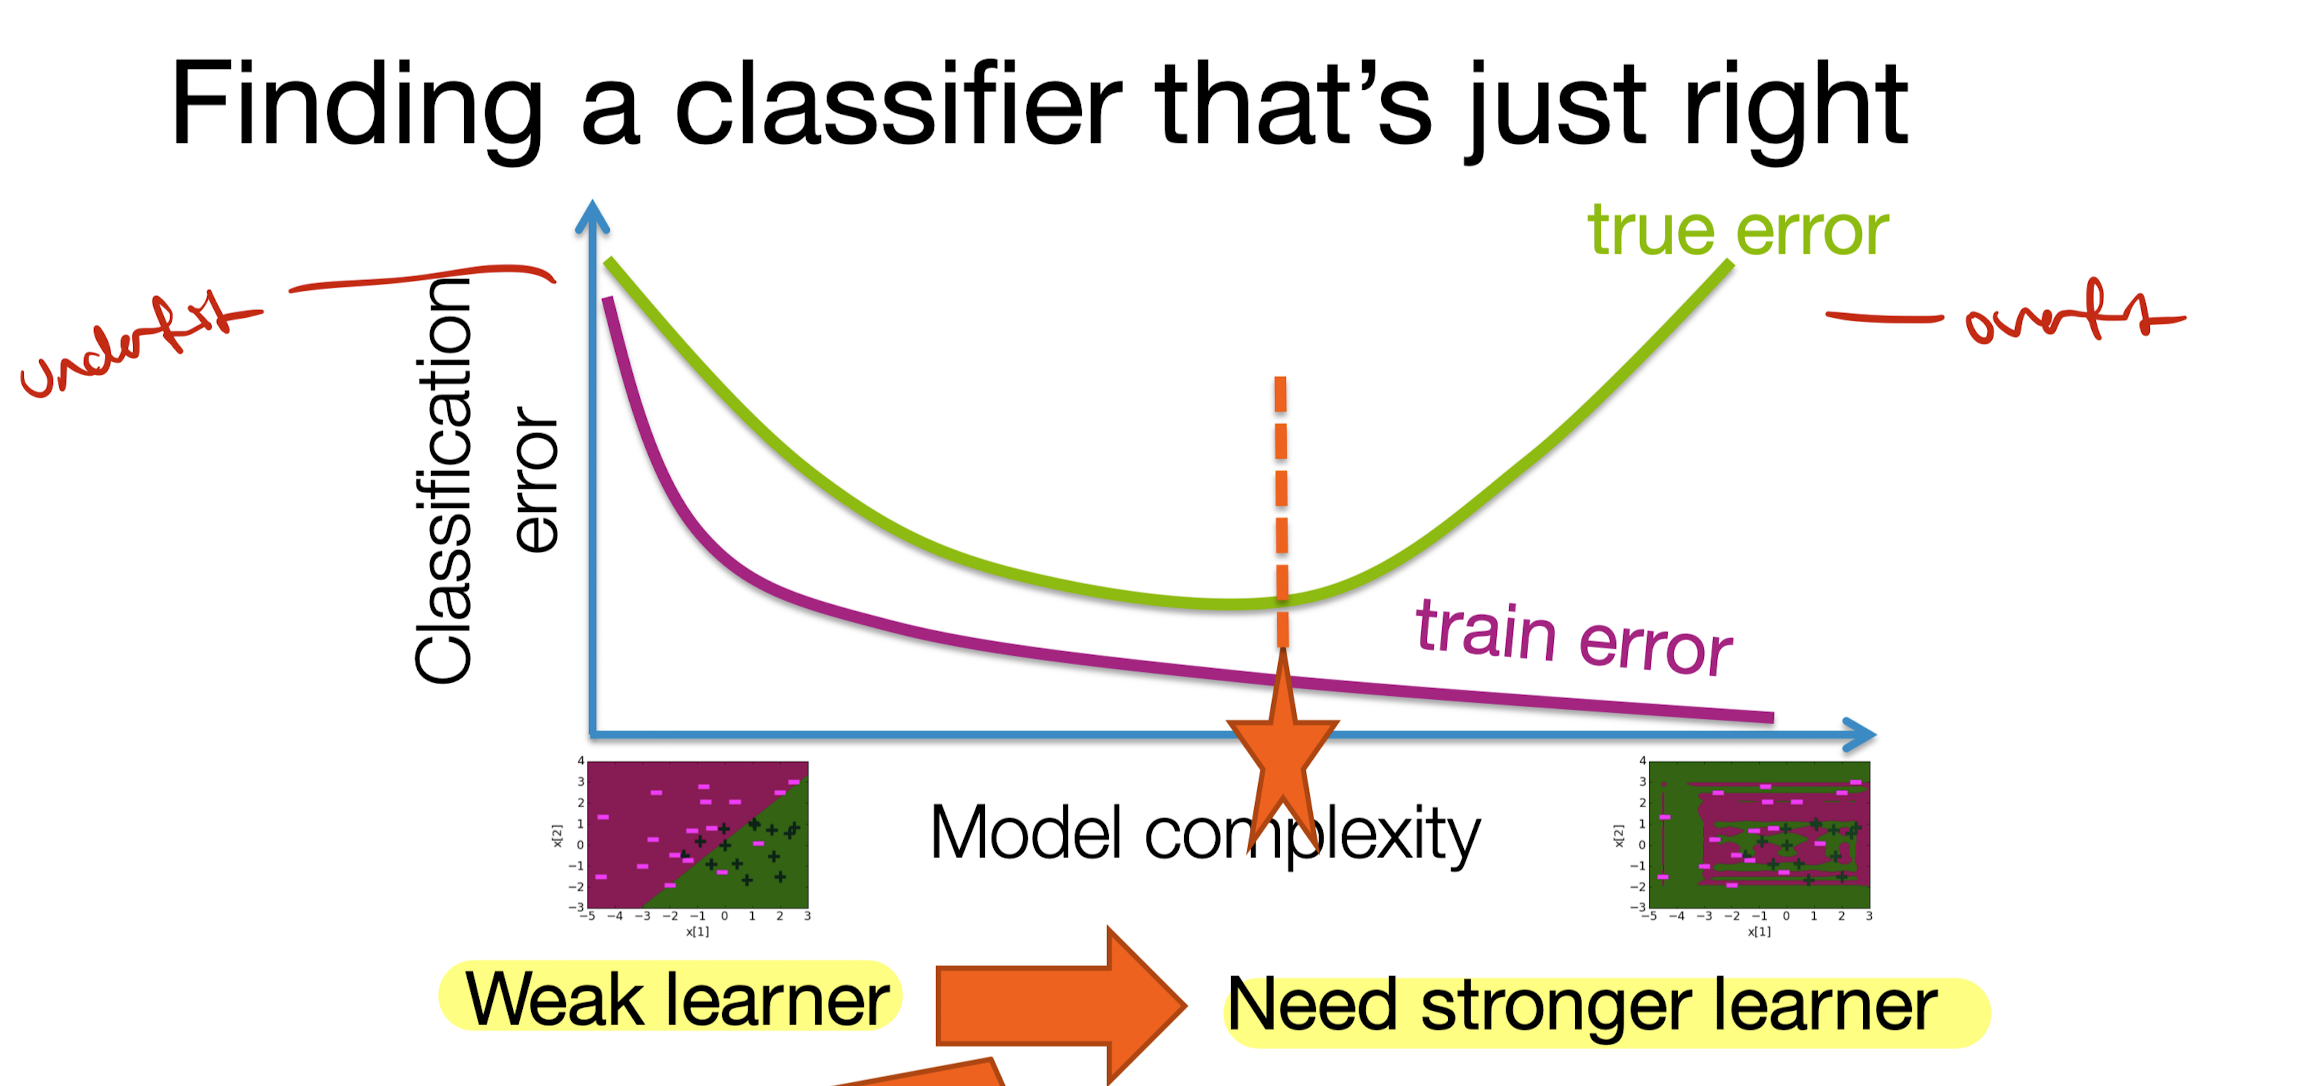 Finding a classifier that's just right
true error
underfit
overfit
Classification
error
train error
4
3
2
1
0
−1
−2
−3
x[2]
−5 −4 −3 −2 −1 0 1 2 3
x[1]
Model complexity
4
3
2
1
0
−1
−2
−3
x[2]
−5 −4 −3 −2 −1 0 1 2 3
x[1]
Weak learner
Need stronger learner